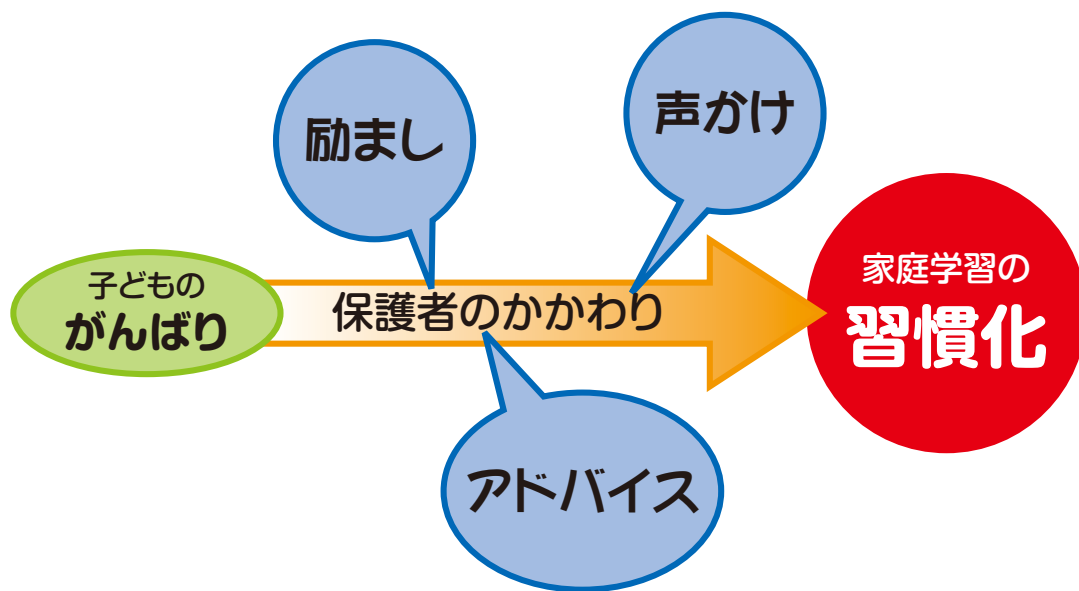 励まし
声かけ
子どもの
がんばり
保護者のかかわり
家庭学習の
習慣化
アドバイス